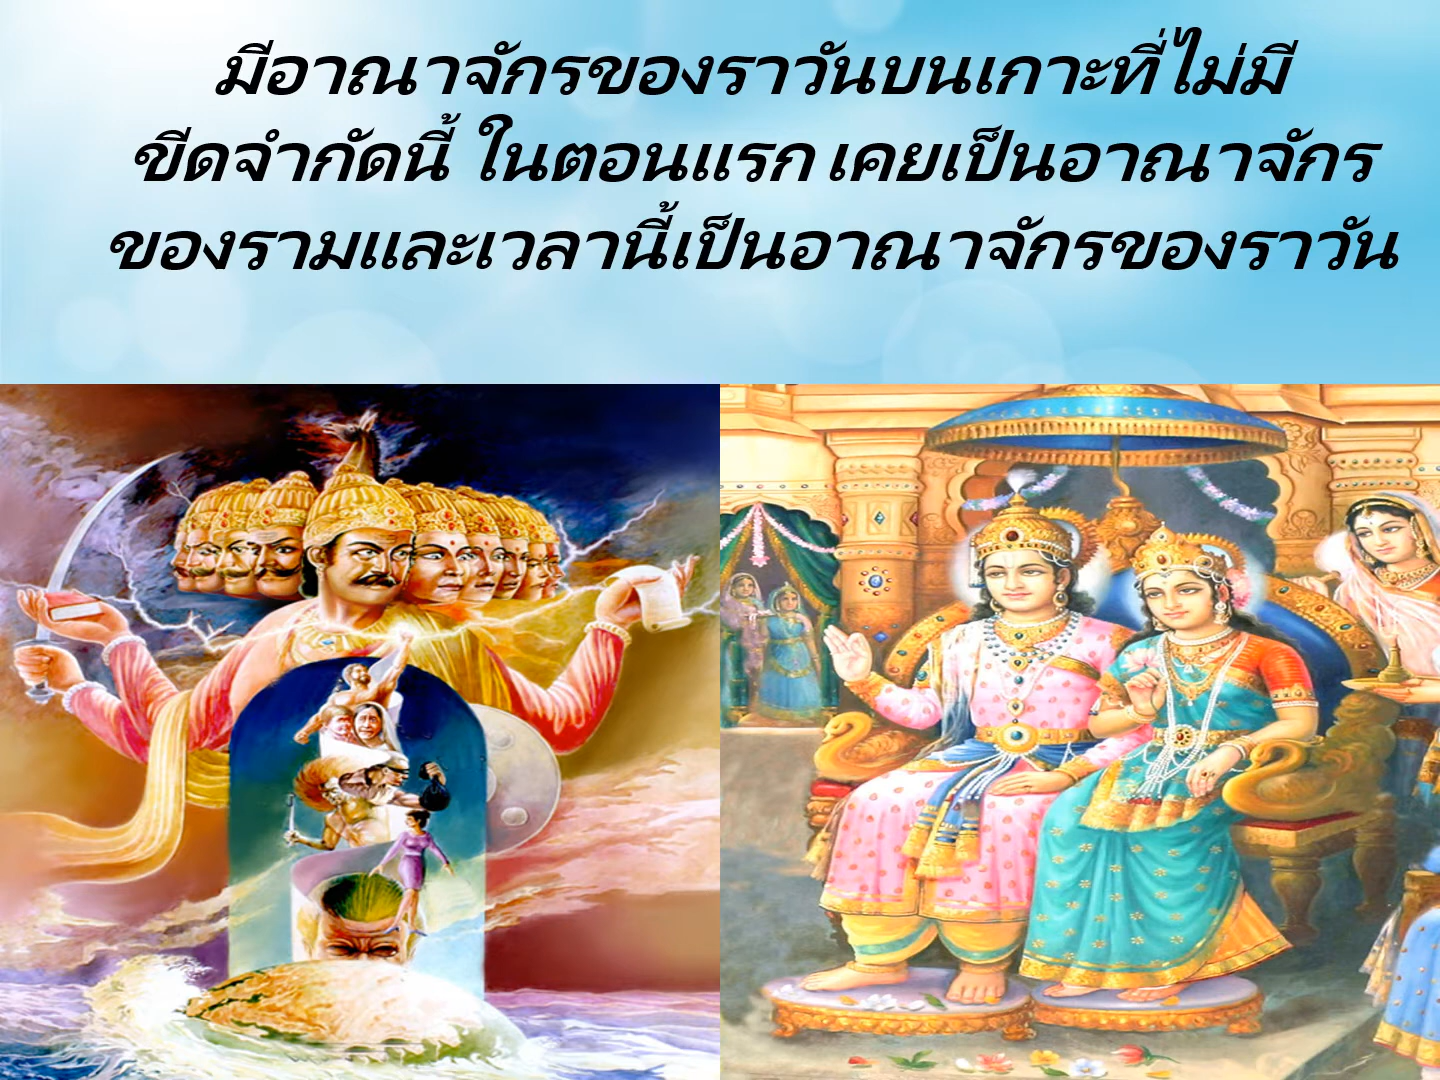 มีอาณาจักรของราวันบนเกาะที่ไม่มี
ขีดจำกัดนี้ ในตอนแรก เคยเป็นอาณาจักร
ของรามและเวลานี้เป็นอาณาจักรของราวัน